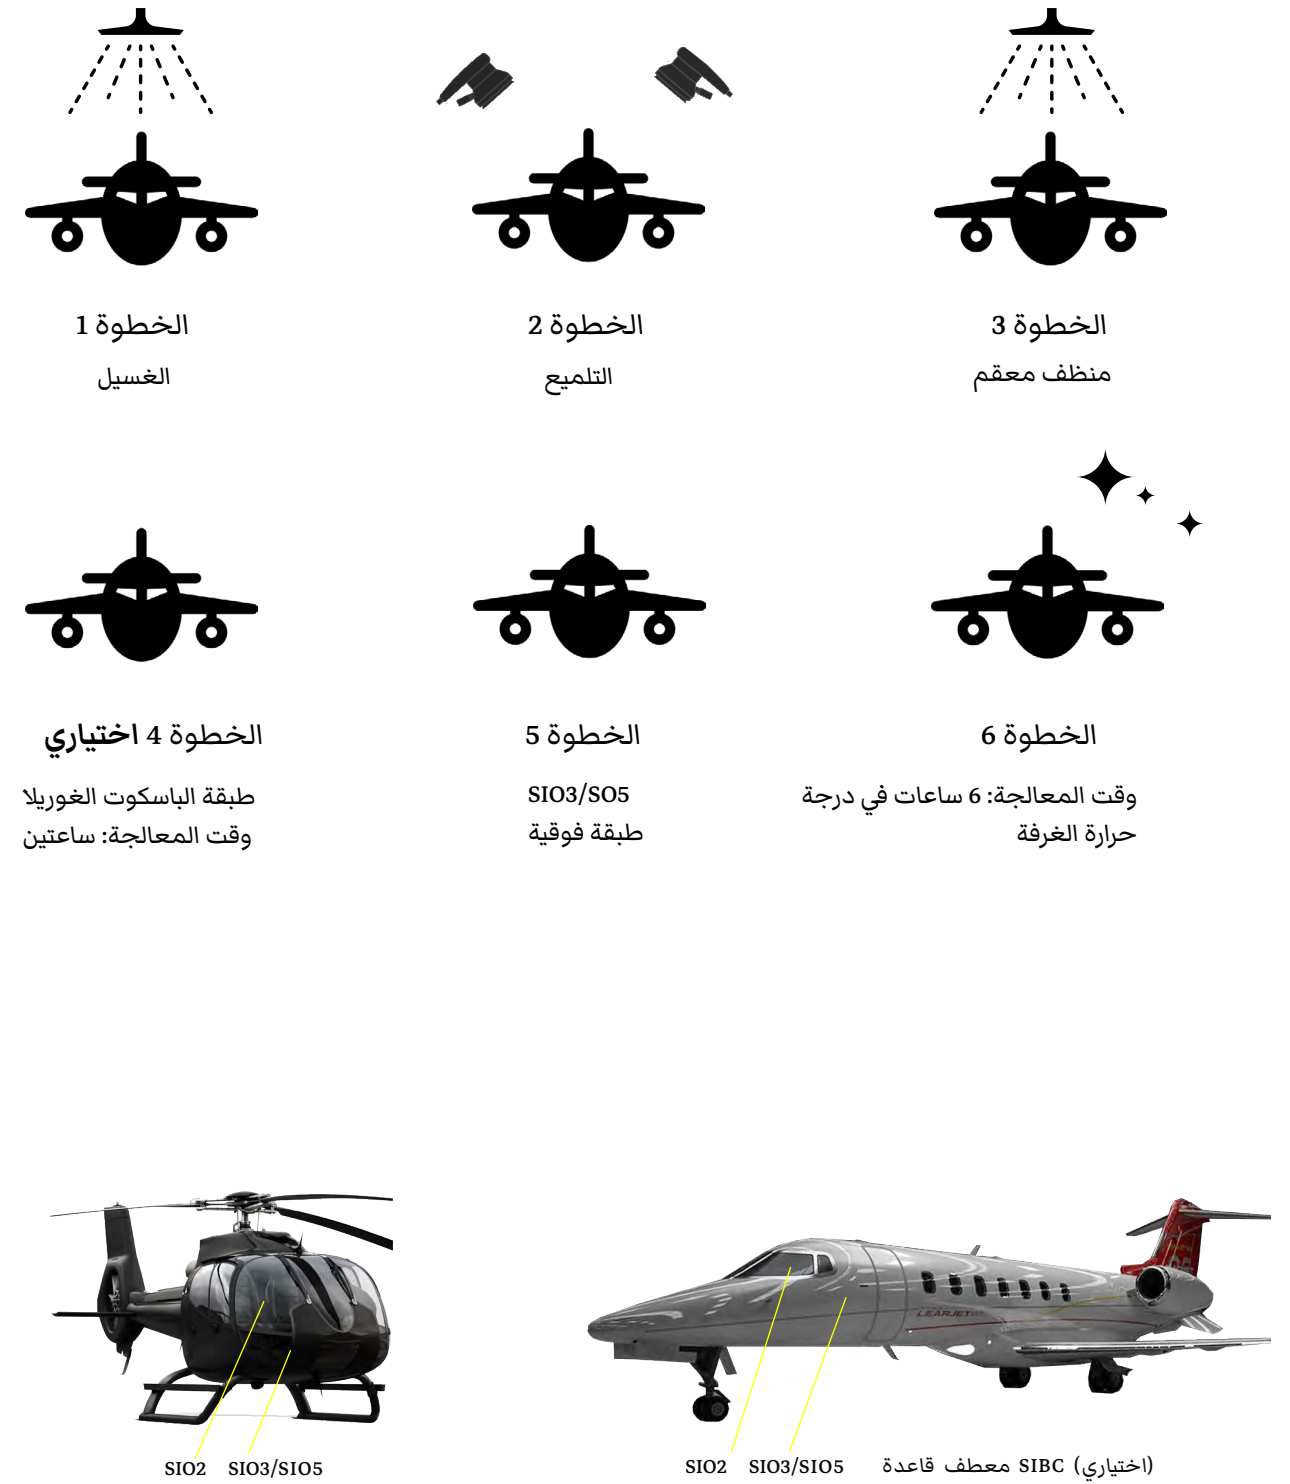 الخطوة 1
الغسيل
الخطوة 2
التلميع
الخطوة 3
منظف معقم
الخطوة 4 اختياري
طبقة الباسكوت الغوريلا
وقت المعالجة: ساعتين
الخطوة 5
SIO3/SO5
طبقة فوقية
الخطوة 6
وقت المعالجة: 6 ساعات في درجة
حرارة الغرفة
LEARJET
SIO2
SIO3/SIO5
SIO2
SIO3/SIO5
(اختياري) SIBC معطف قاعدة